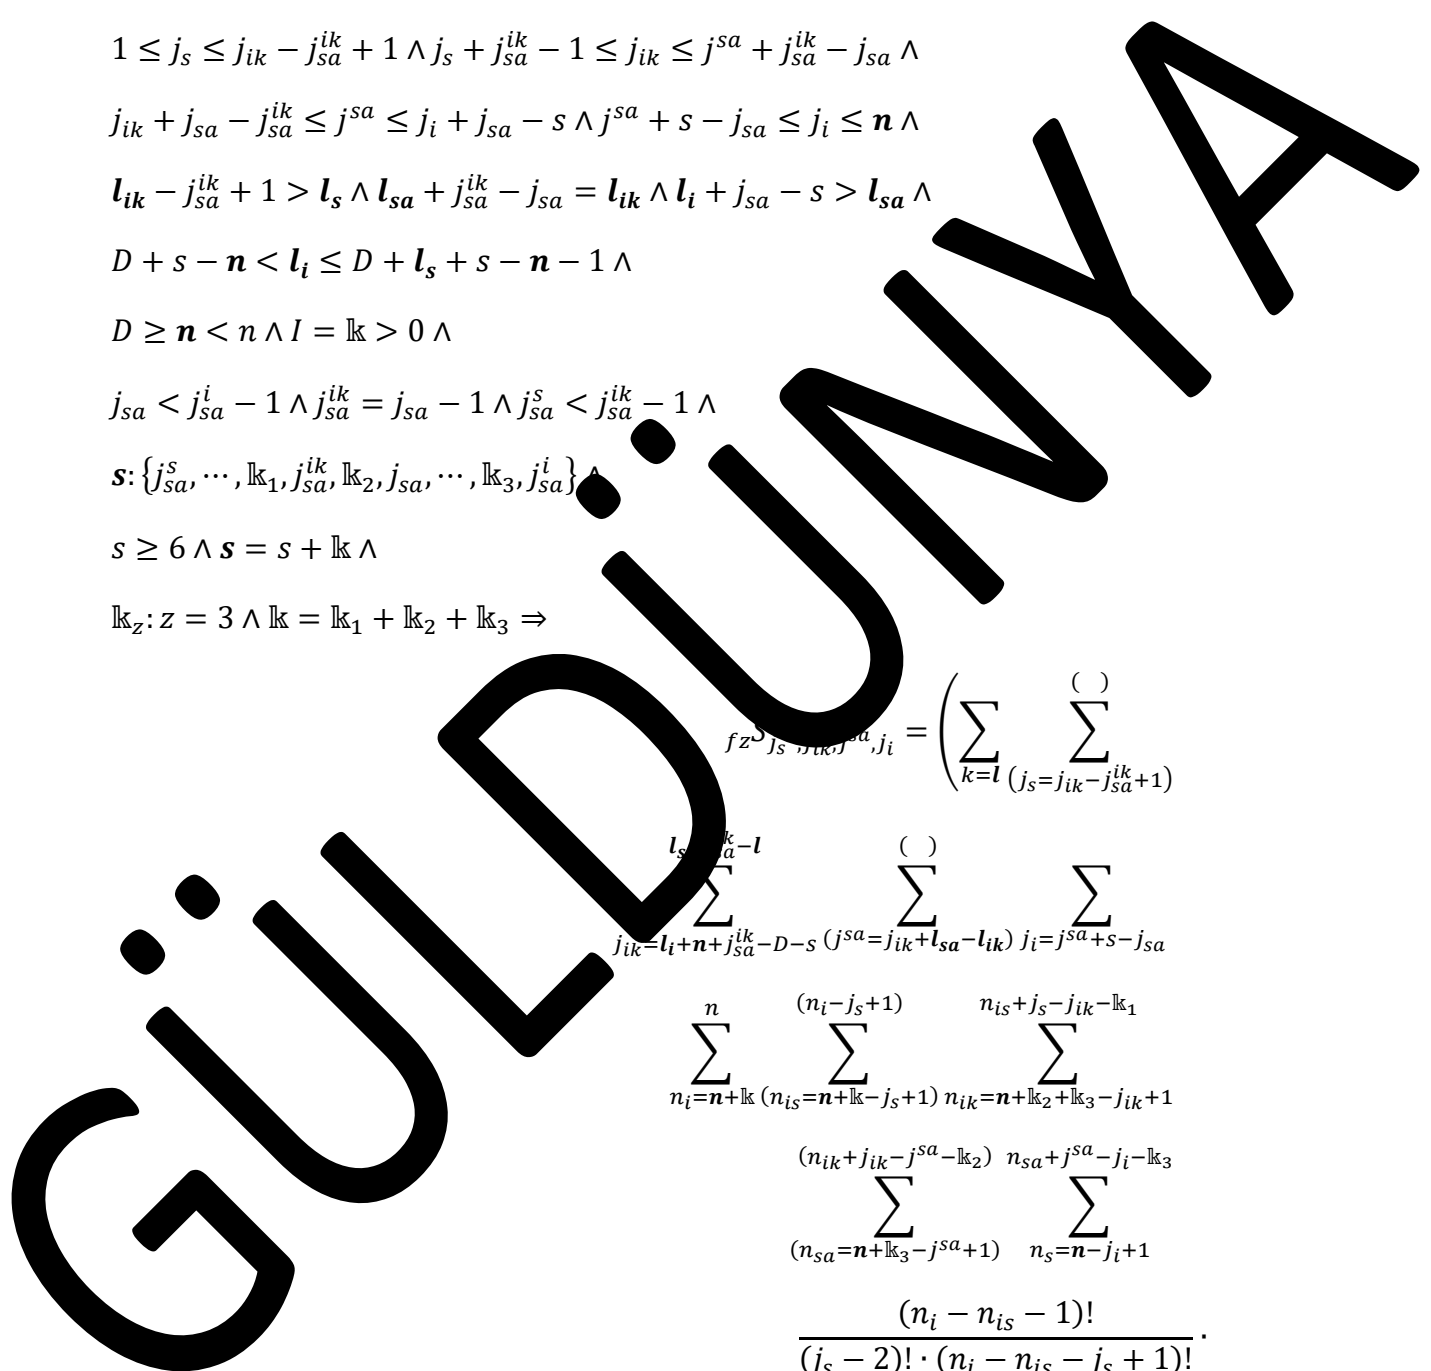 1 ≤ j_s ≤ j_{ik} − j_{sa}^{ik} + 1 ∧ j_s + j_{sa}^{ik} − 1 ≤ j_{ik} ≤ j^{sa} + j_{sa}^{ik} − j_{sa} ∧
j_{ik} + j_{sa} − j_{sa}^{ik} ≤ j^{sa} ≤ j_i + j_{sa} − s ∧ j^{sa} + s − j_{sa} ≤ j_i ≤ n ∧
l_{ik} − j_{sa}^{ik} + 1 > l_s ∧ l_{sa} + j_{sa}^{ik} − j_{sa} = l_{ik} ∧ l_i + j_{sa} − s > l_{sa} ∧
D + s − n < l_i ≤ D + l_s + s − n − 1 ∧
D ≥ n < n ∧ I = 𝕜 > 0 ∧
j_{sa} < j_{sa}^{i} − 1 ∧ j_{sa}^{ik} = j_{sa} − 1 ∧ j_{sa}^{s} < j_{sa}^{ik} − 1 ∧
s: {j_{sa}^{s}, ⋯, 𝕜_1, j_{sa}^{ik}, 𝕜_2, j_{sa}, ⋯, 𝕜_3, j_{sa}^{i}} ∧
s ≥ 6 ∧ s = s + 𝕜 ∧
𝕜_z: z = 3 ∧ 𝕜 = 𝕜_1 + 𝕜_2 + 𝕜_3 ⇒
_{fz}S_{j_s, j_{ik}, j^{sa}, j_i} = ( ∑_{k=l} ∑_{(j_s=j_{ik}−j_{sa}^{ik}+1)}^{( )}
∑_{j_{ik}=l_i+n+j_{sa}^{ik}−D−s} ∑_{(j^{sa}=j_{ik}+l_{sa}−l_{ik})}^{( )} ∑_{j_i=j^{sa}+s−j_{sa}}
∑_{n_i=n+𝕜}^{n} ∑_{(n_{is}=n+𝕜−j_s+1)}^{(n_i−j_s+1)} ∑_{n_{ik}=n+𝕜_2+𝕜_3−j_{ik}+1}^{n_{is}+j_s−j_{ik}−𝕜_1}
∑_{(n_{sa}=n+𝕜_3−j^{sa}+1)}^{(n_{ik}+j_{ik}−j^{sa}−𝕜_2)} ∑_{n_s=n−j_i+1}^{n_{sa}+j^{sa}−j_i−𝕜_3}
(n_i − n_{is} − 1)!
(j_s − 2)! · (n_i − n_{is} − j_s + 1)! ·
GÜLDÜNYA